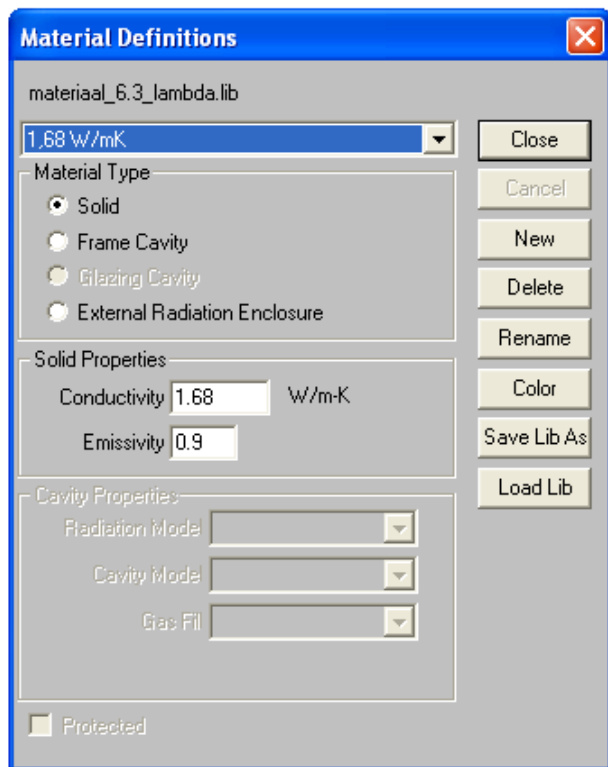 Material Definitions
materiaal_6.3_lambda.lib
1,68 W/mK
Close
Material Type
Cancel
Solid
New
Frame Cavity
Glazing Cavity
Delete
External Radiation Enclosure
Rename
Solid Properties
Conductivity 1.68 W/m-K
Color
Emissivity 0.9
Save Lib As
Cavity Properties
Load Lib
Radiation Model
Cavity Model
Gas Fill
Protected